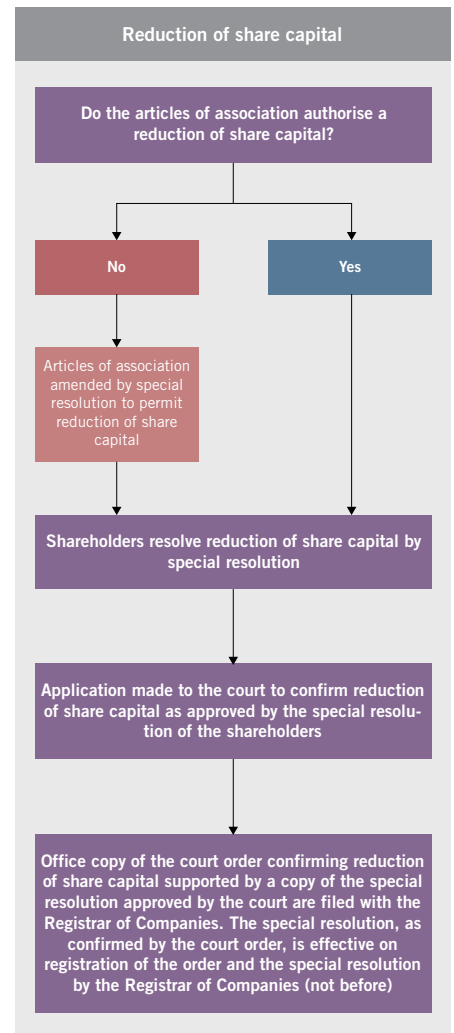 Reduction of share capital
Do the articles of association authorise a
reduction of share capital?
No
Yes
Articles of association
amended by special
resolution to permit
reduction of share
capital
Shareholders resolve reduction of share capital by
special resolution
Application made to the court to confirm reduction
of share capital as approved by the special resolu-
tion of the shareholders
Office copy of the court order confirming reduction
of share capital supported by a copy of the special
resolution approved by the court are filed with the
Registrar of Companies. The special resolution, as
confirmed by the court order, is effective on
registration of the order and the special resolution
by the Registrar of Companies (not before)